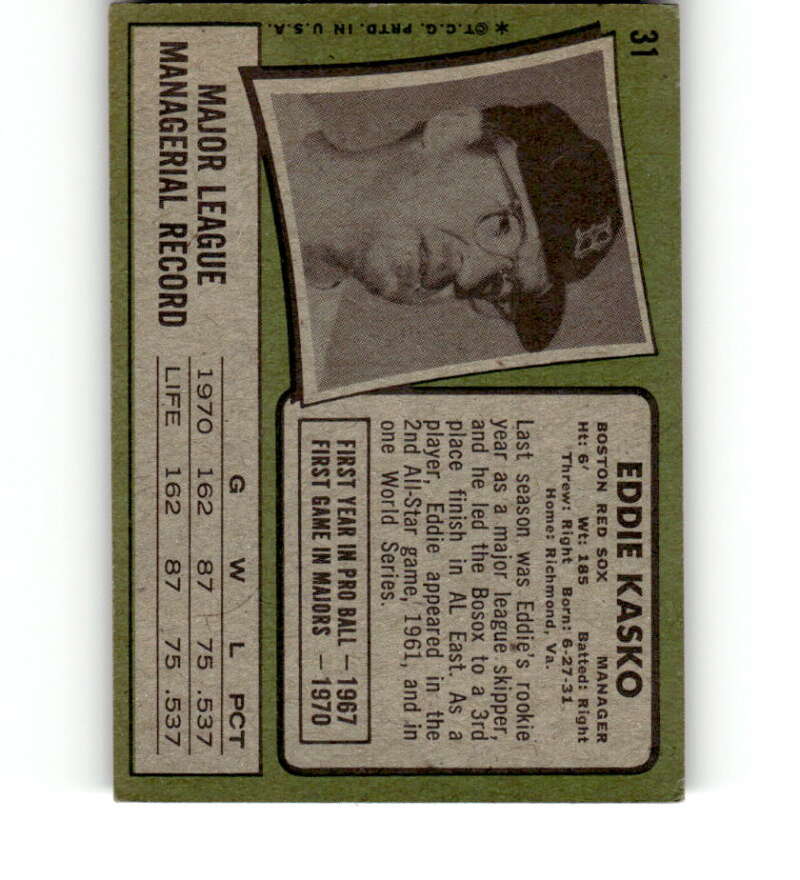 31
* ©T.C.G. PRTD. IN U.S.A.
B
EDDIE KASKO
BOSTON RED SOX MANAGER
Ht: 6' Wt: 185 Batted: Right
Threw: Right Born: 6-27-31
Home: Richmond, Va.
Last season was Eddie's rookie
year as a major league skipper,
and he led the Bosox to a 3rd
place finish in AL East. As a
player, Eddie appeared in the
2nd All-Star game, 1961, and in
one World Series.
FIRST YEAR IN PRO BALL — 1967
FIRST GAME IN MAJORS — 1970
MAJOR LEAGUE
MANAGERIAL RECORD
G W L PCT
1970 162 87 75 .537
LIFE 162 87 75 .537